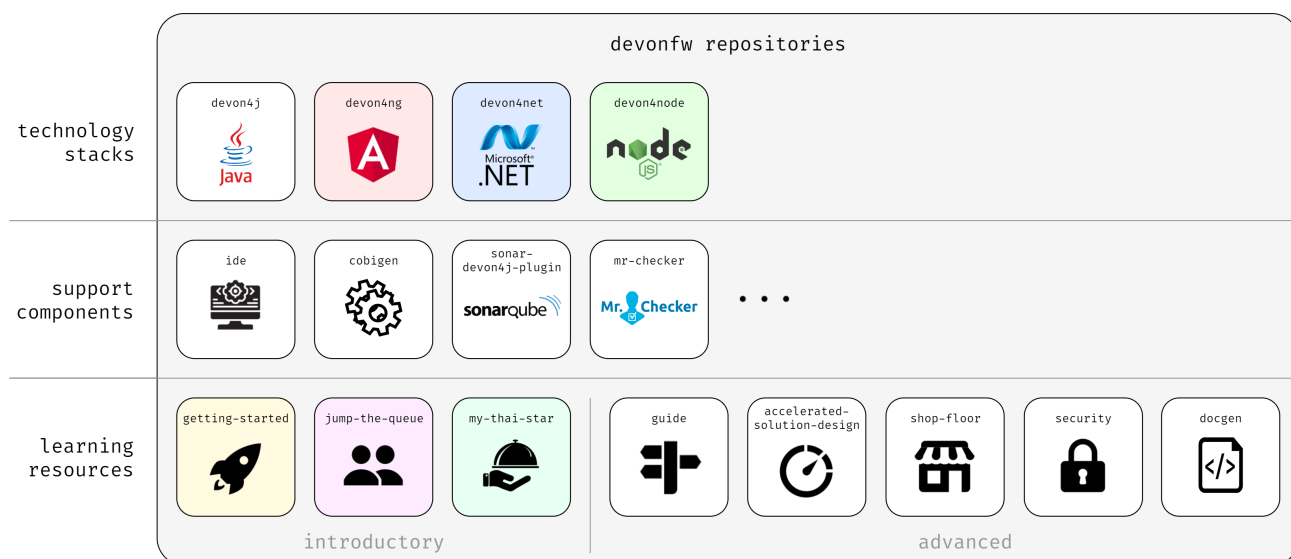 devonfw repositories
technology
stacks
devon4j
Java
devon4ng
A
devon4net
Microsoft®
.NET
devon4node
node
JS
support
components
ide
cobigen
sonar-
devon4j-plugin
sonarqube
mr-checker
Mr. Checker
...
learning
resources
getting-started
jump-the-queue
my-thai-star
guide
accelerated-
solution-design
shop-floor
security
docgen
</>
introductory
advanced